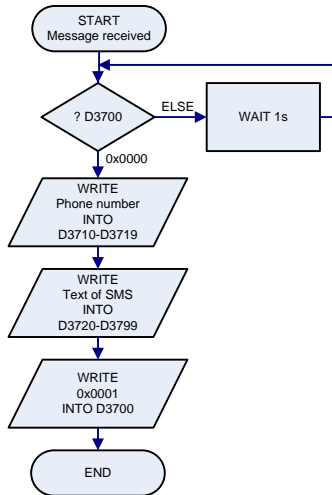 START
Message received
? D3700
ELSE
WAIT 1s
0x0000
WRITE
Phone number
INTO
D3710-D3719
WRITE
Text of SMS
INTO
D3720-D3799
WRITE
0x0001
INTO D3700
END